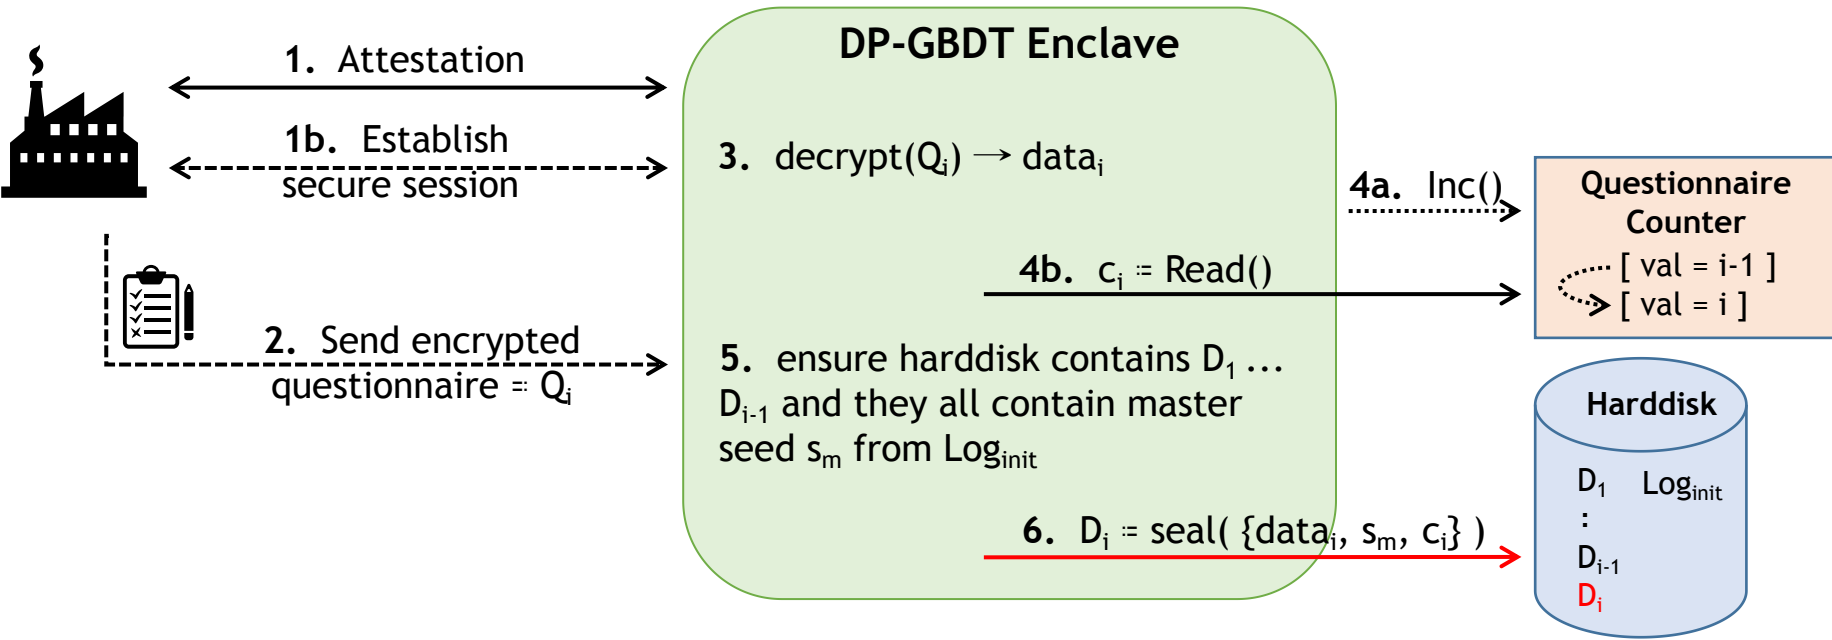 DP-GBDT Enclave
1. Attestation
1b. Establish
secure session
2. Send encrypted
questionnaire = Qᵢ
3. decrypt(Qᵢ) → dataᵢ
4a. Inc()
4b. cᵢ = Read()
Questionnaire
Counter
[ val = i-1 ]
[ val = i ]
5. ensure harddisk contains D₁ ...
Dᵢ₋₁ and they all contain master
seed sₘ from Log_init
6. Dᵢ = seal( {dataᵢ, sₘ, cᵢ} )
Harddisk
D₁ Log_init
:
Dᵢ₋₁
Dᵢ